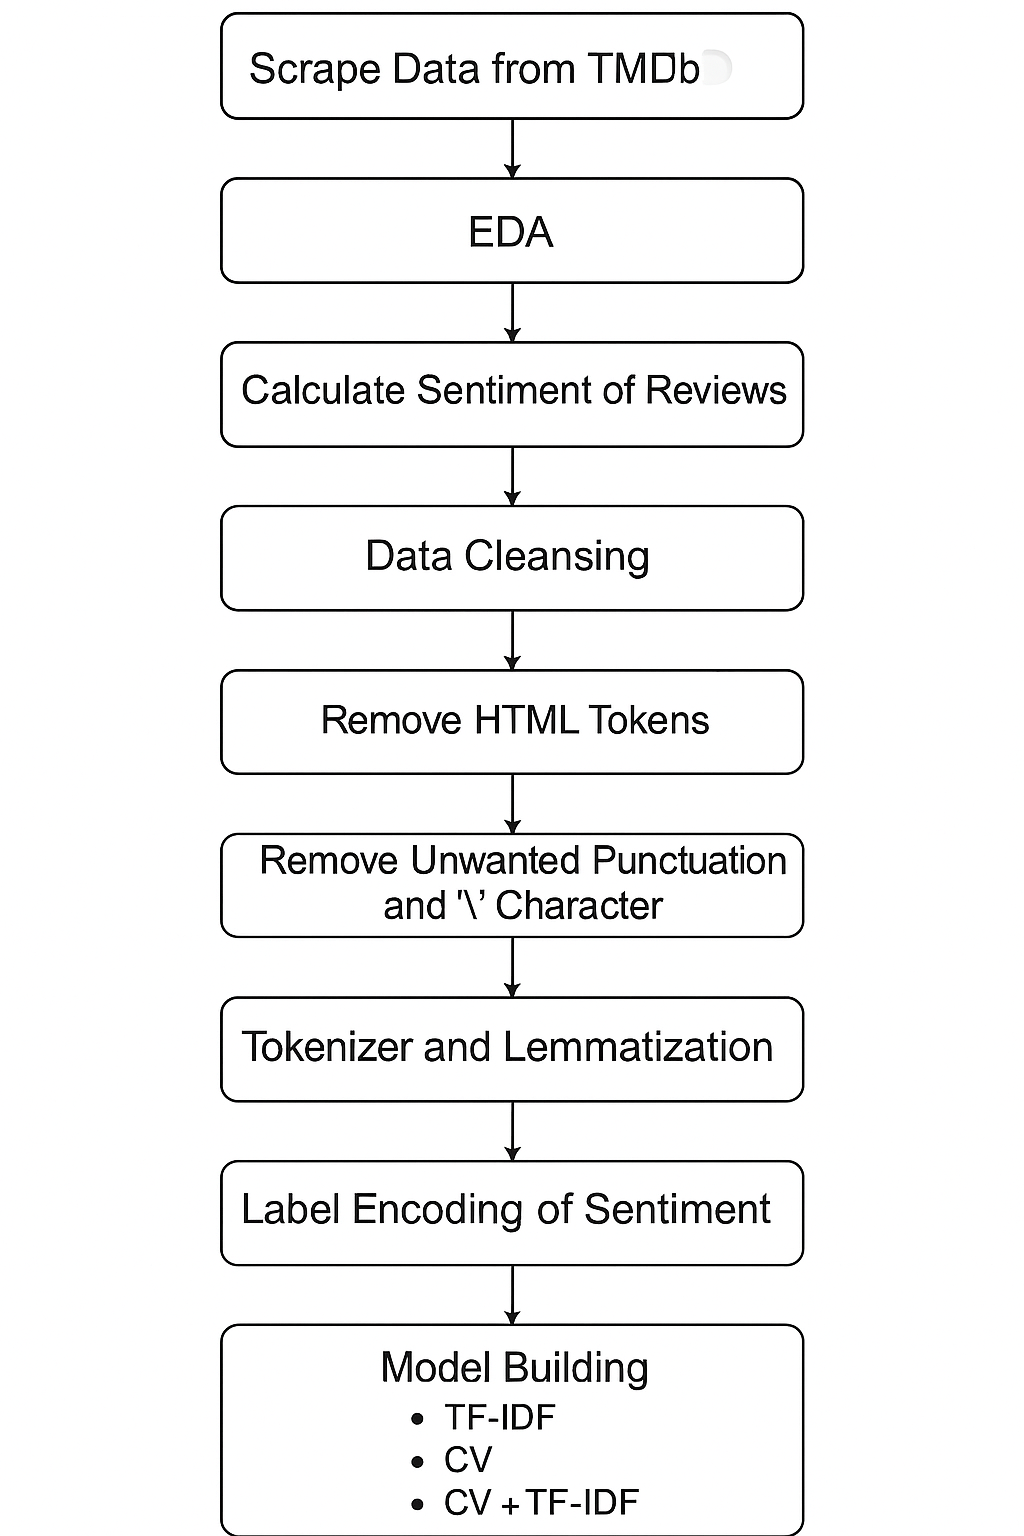 Scrape Data from TMDb
EDA
Calculate Sentiment of Reviews
Data Cleansing
Remove HTML Tokens
Remove Unwanted Punctuation
and '\’ Character
Tokenizer and Lemmatization
Label Encoding of Sentiment
Model Building
• TF-IDF
• CV
• CV + TF-IDF